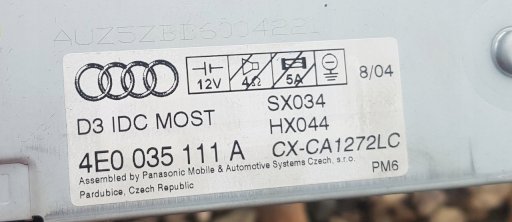 AUZ5ZBD6004221
12V 4Ω 5A 8/04
D3 IDC MOST SX034
HX044
4E0 035 111 A CX-CA1272LC
Assembled by Panasonic Mobile & Automotive Systems Czech, s.r.o.
Pardubice, Czech Republic PM6